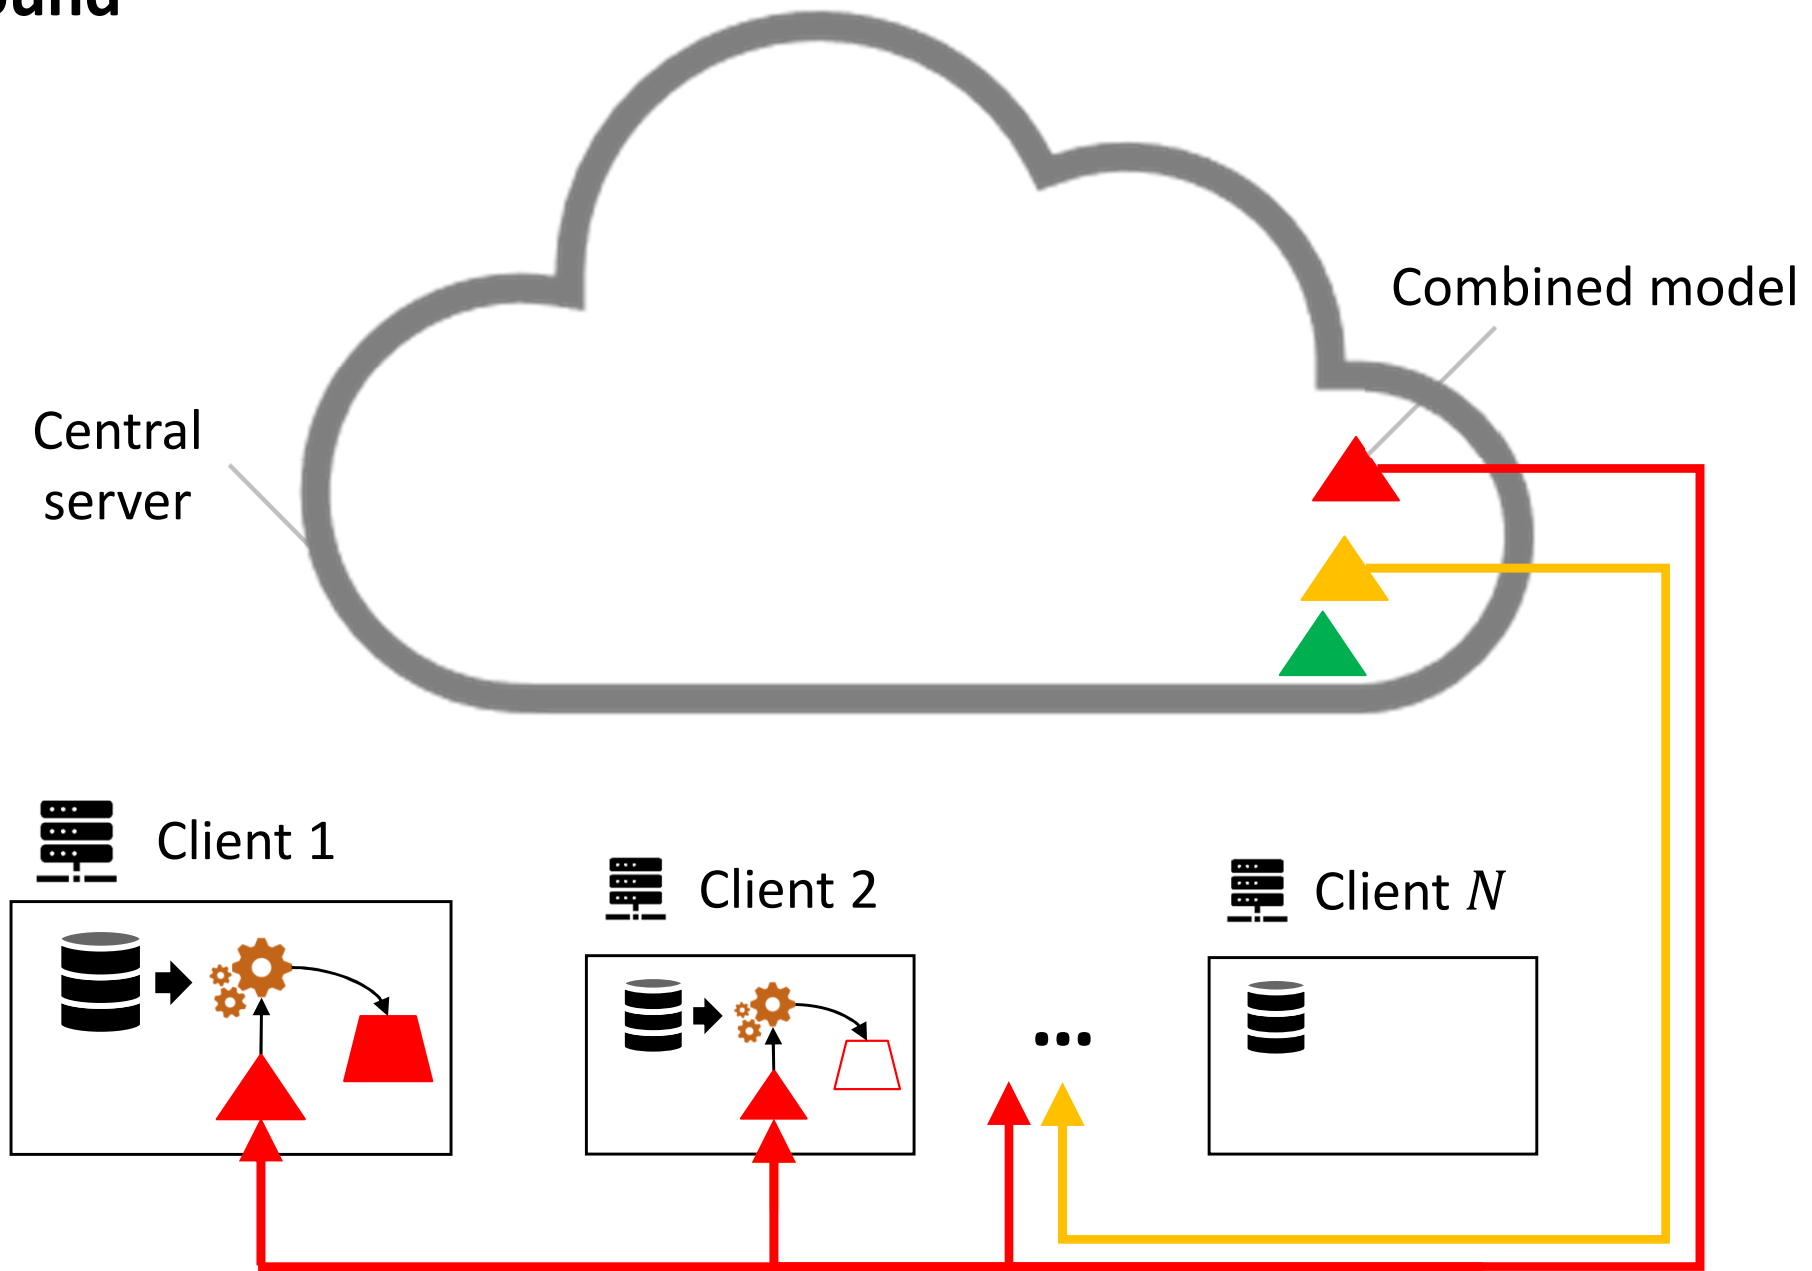 Combined model
Central
server
Client 1
Client 2
Client N
...